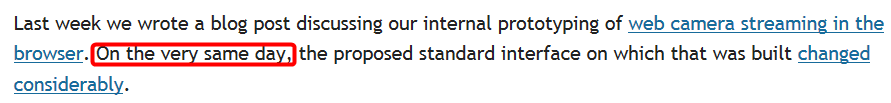 Last week we wrote a blog post discussing our internal prototyping of web camera streaming in the
browser. On the very same day, the proposed standard interface on which that was built changed
considerably.